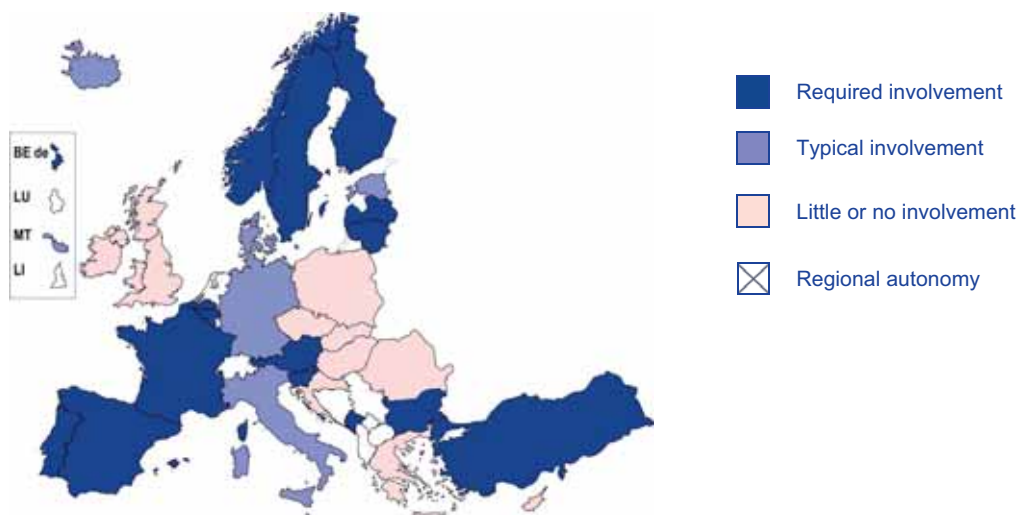 BE de
LU
MT
LI
Required involvement
Typical involvement
Little or no involvement
Regional autonomy